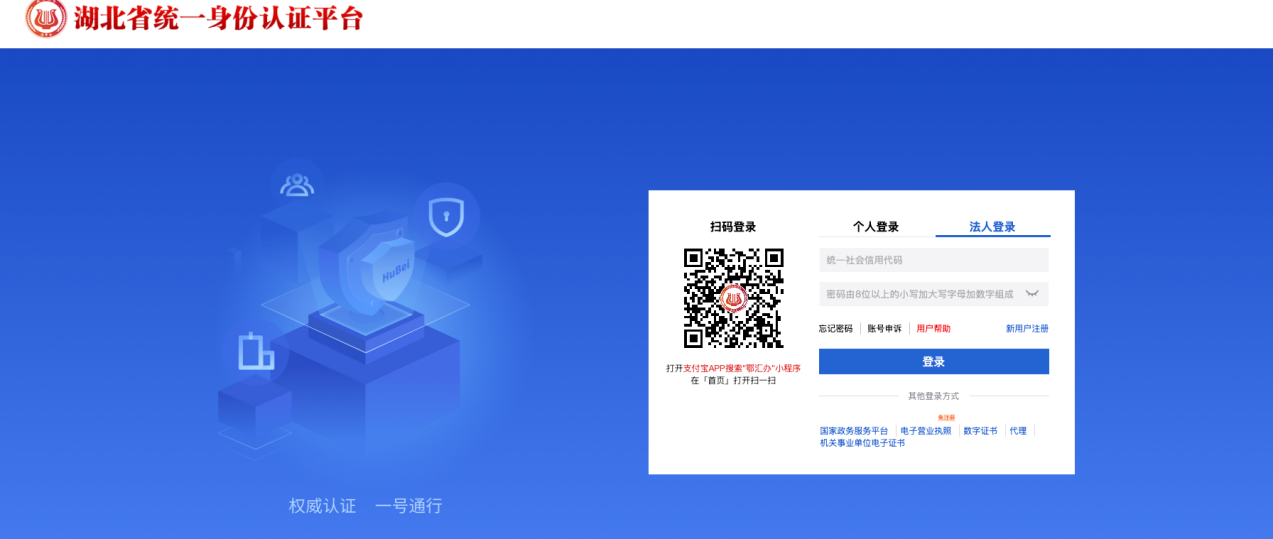 湖北省统一身份认证平台
HuBei
权威认证 一号通行
扫码登录
打开支付宝APP搜索"鄂汇办"小程序
在「首页」打开扫一扫
个人登录 法人登录
统一社会信用代码
密码由8位以上的小写加大写字母加数字组成
忘记密码 账号申诉 用户帮助 新用户注册
登录
其他登录方式
免注册
国家政务服务平台 电子营业执照 数字证书 代理
机关事业单位电子证书